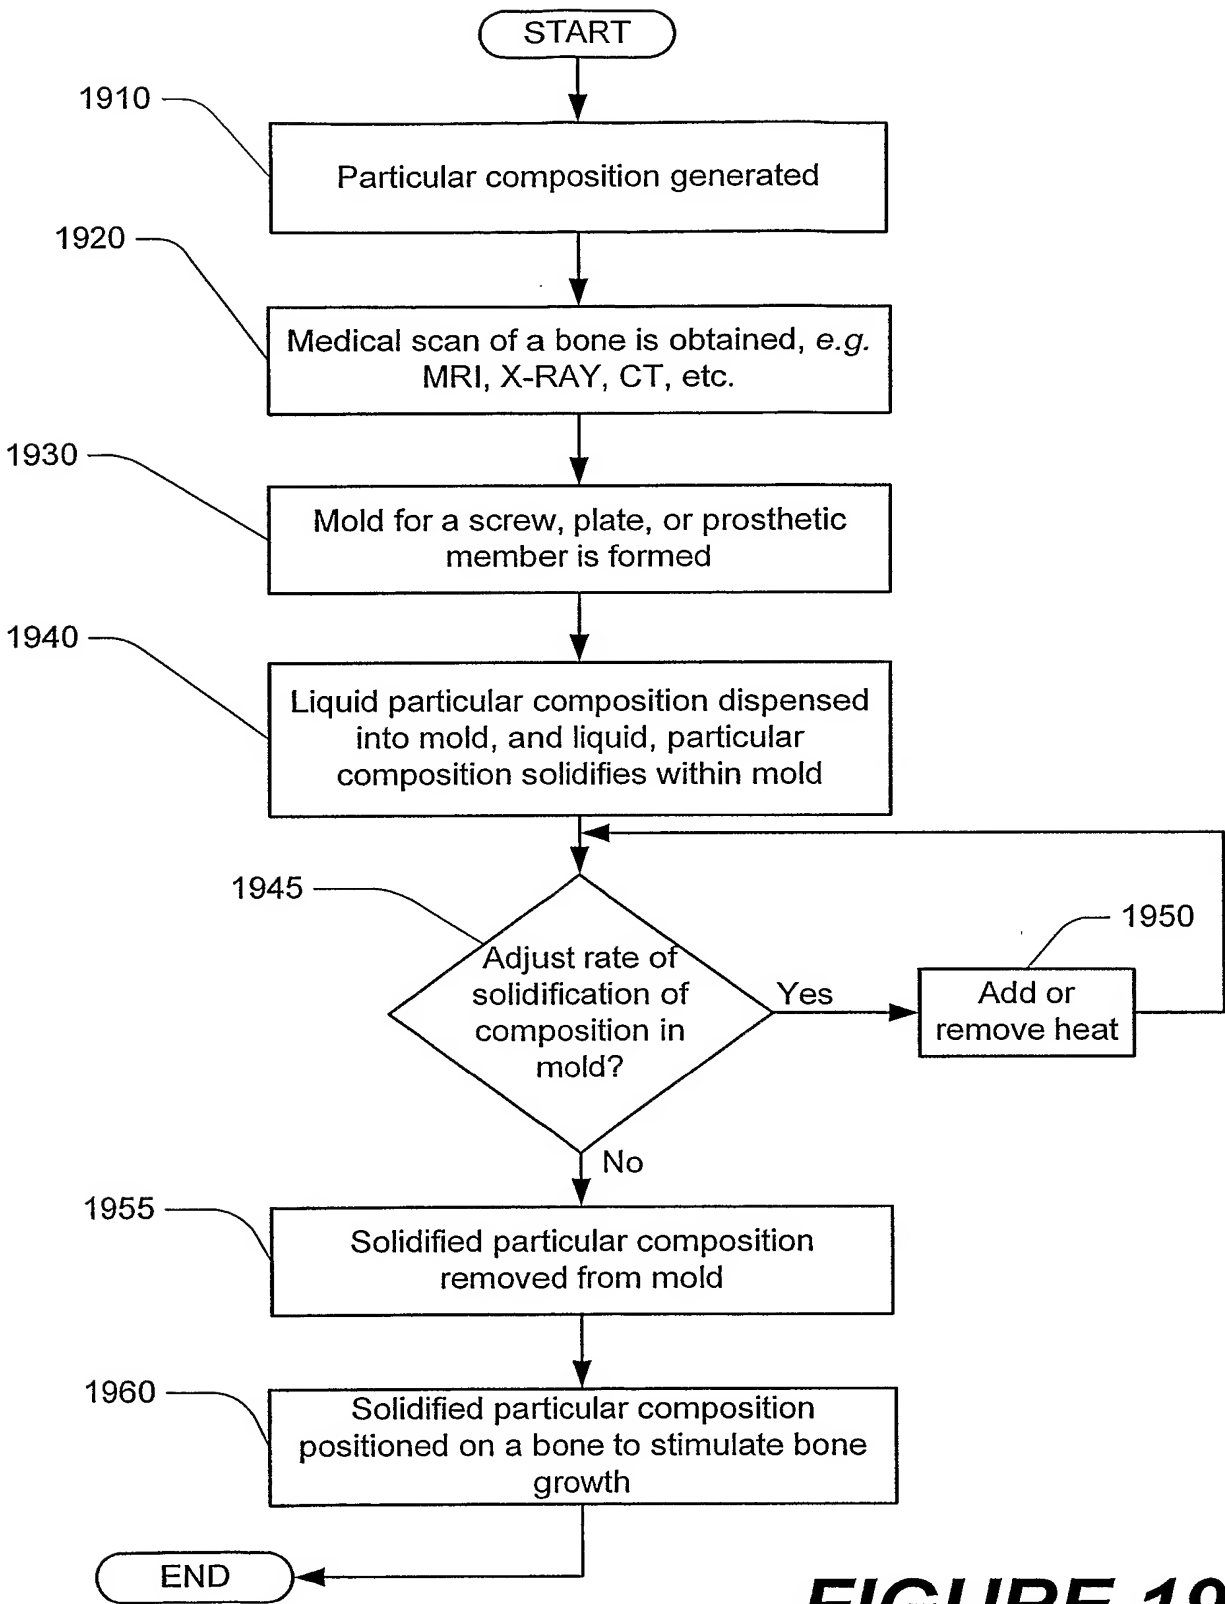 START
1910
Particular composition generated
1920
Medical scan of a bone is obtained, e.g.
MRI, X-RAY, CT, etc.
1930
Mold for a screw, plate, or prosthetic
member is formed
1940
Liquid particular composition dispensed
into mold, and liquid, particular
composition solidifies within mold
1945
Adjust rate of
solidification of
composition in
mold?
Yes
1950
Add or
remove heat
No
1955
Solidified particular composition
removed from mold
1960
Solidified particular composition
positioned on a bone to stimulate bone
growth
END
FIGURE 19